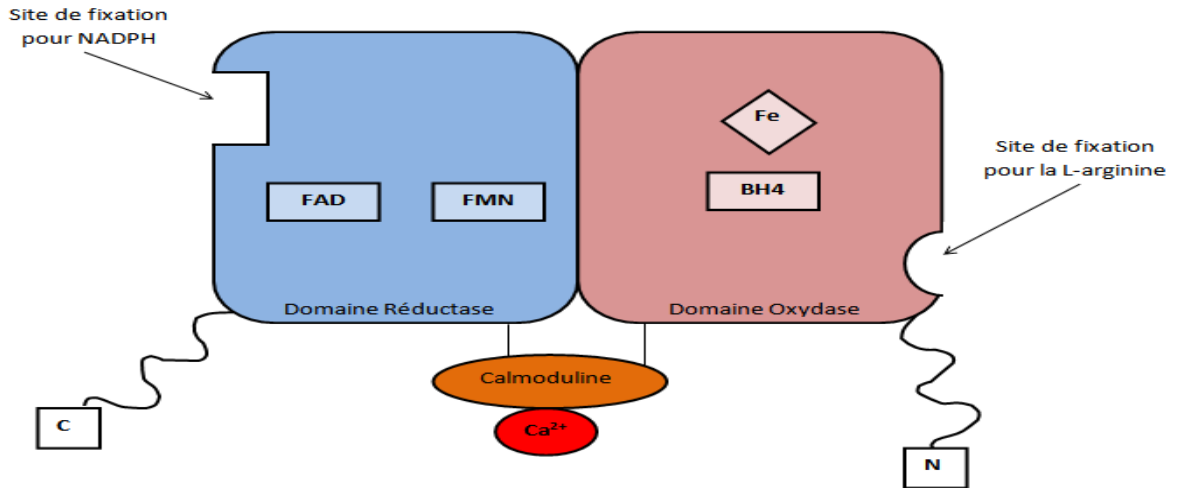 Site de fixation
pour NADPH
Fe
Site de fixation
pour la L-arginine
FAD
FMN
BH4
Domaine Réductase
Domaine Oxydase
Calmoduline
Ca²⁺
C
N